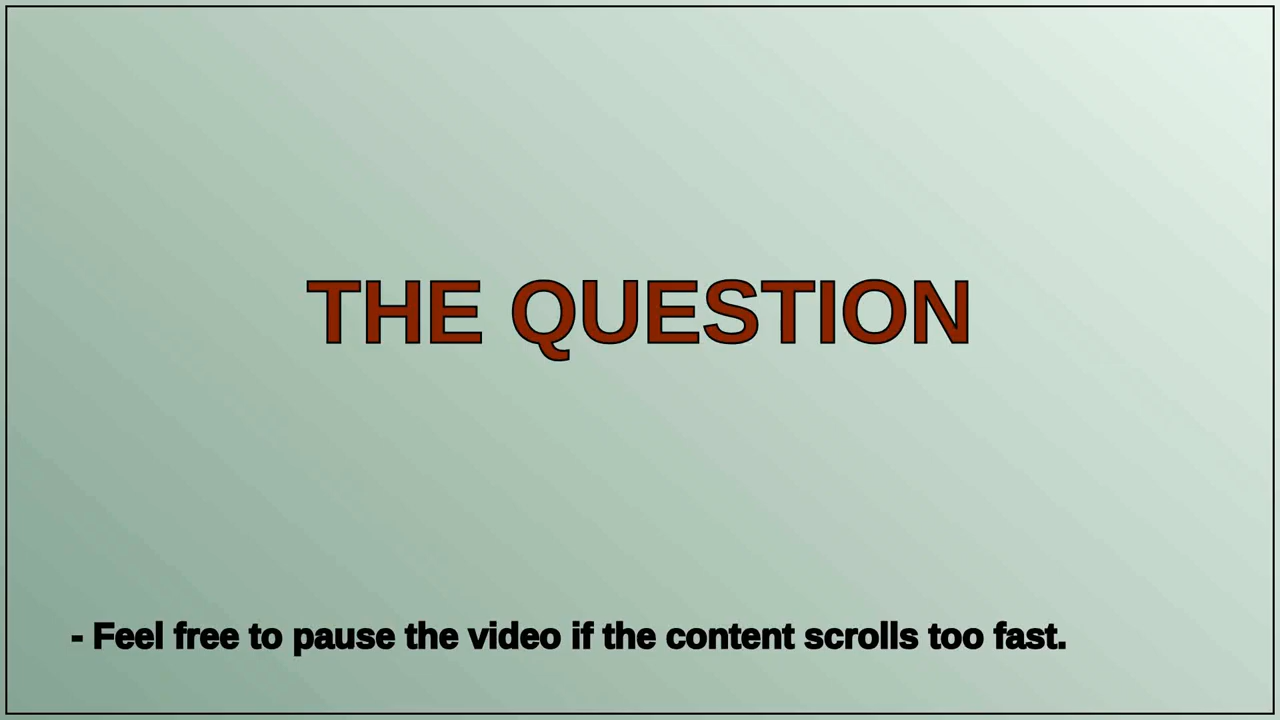 THE QUESTION
- Feel free to pause the video if the content scrolls too fast.